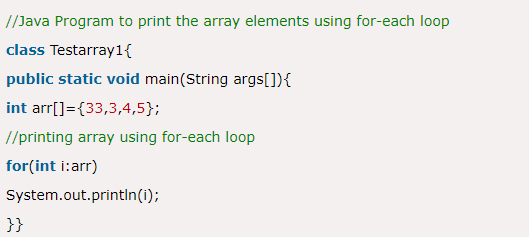 //Java Program to print the array elements using for-each loop
class Testarray1{
public static void main(String args[]){
int arr[]={33,3,4,5};
//printing array using for-each loop
for(int i:arr)
System.out.println(i);
}}